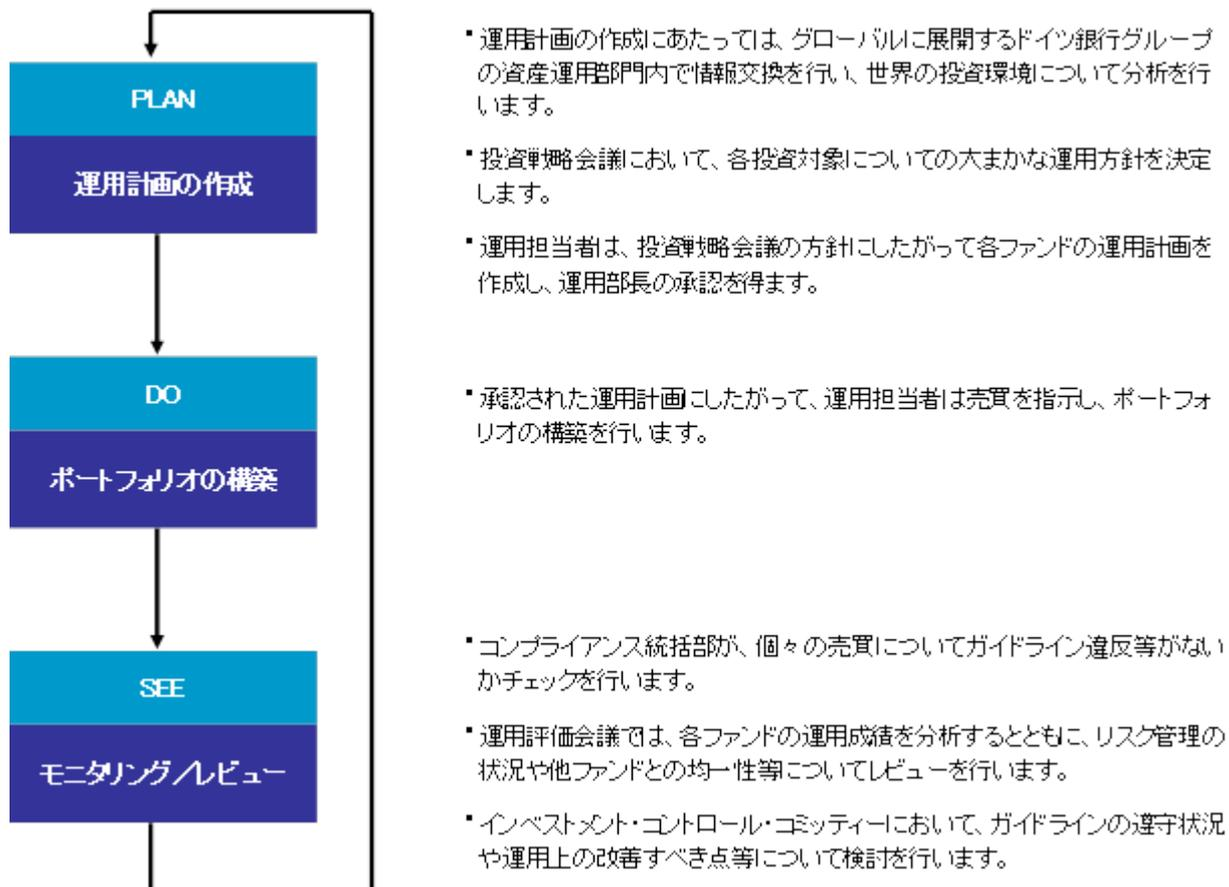 PLAN
運用計画の作成
▪運用計画の作成にあたっては、グローバルに展開するドイツ銀行グループ
の資産運用部門内で情報交換を行い、世界の投資環境について分析を行
います。
▪投資戦略会議において、各投資対象についての大まかな運用方針を決定
します。
▪運用担当者は、投資戦略会議の方針にしたがって各ファンドの運用計画を
作成し、運用部長の承認を得ます。
DO
ポートフォリオの構築
▪承認された運用計画にしたがって、運用担当者は売買を指示し、ポートフォ
リオの構築を行います。
SEE
モニタリング/レビュー
▪コンプライアンス統括部が、個々の売買についてガイドライン違反等がない
かチェックを行います。
▪運用評価会議では、各ファンドの運用成績を分析するとともに、リスク管理の
状況や他ファンドとの均一性等についてレビューを行います。
▪インベストメント・コントロール・コミッティーにおいて、ガイドラインの遵守状況
や運用上の改善すべき点等について検討を行います。